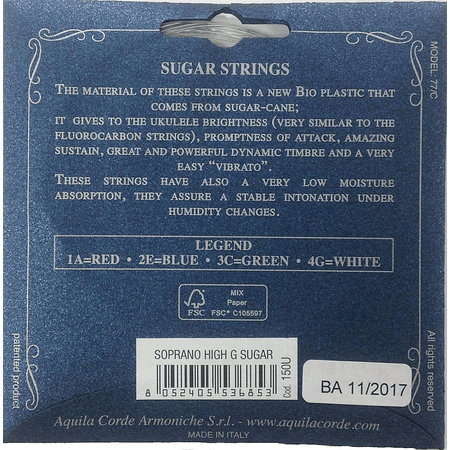 SUGAR STRINGS
THE MATERIAL OF THESE STRINGS IS A NEW BIO PLASTIC THAT
COMES FROM SUGAR-CANE;
IT GIVES TO THE UKULELE BRIGHTNESS (VERY SIMILAR TO THE
FLUOROCARBON STRINGS), PROMPTNESS OF ATTACK, AMAZING
SUSTAIN, GREAT AND POWERFUL DYNAMIC TIMBRE AND A VERY
EASY “VIBRATO”.
THESE STRINGS HAVE ALSO A VERY LOW MOISTURE
ABSORPTION, THEY ASSURE A STABLE INTONATION UNDER
HUMIDITY CHANGES.
MODEL: 77/C
LEGEND
1A=RED • 2E=BLUE • 3C=GREEN • 4G=WHITE
FSC
MIX
Paper
FSC® C105597
patented product
All rights reserved
SOPRANO HIGH G SUGAR
8 052405 536853
Cod. 150U
BA 11/2017
Aquila Corde Armoniche S.r.l. - www.aquilacorde.com
MADE IN ITALY